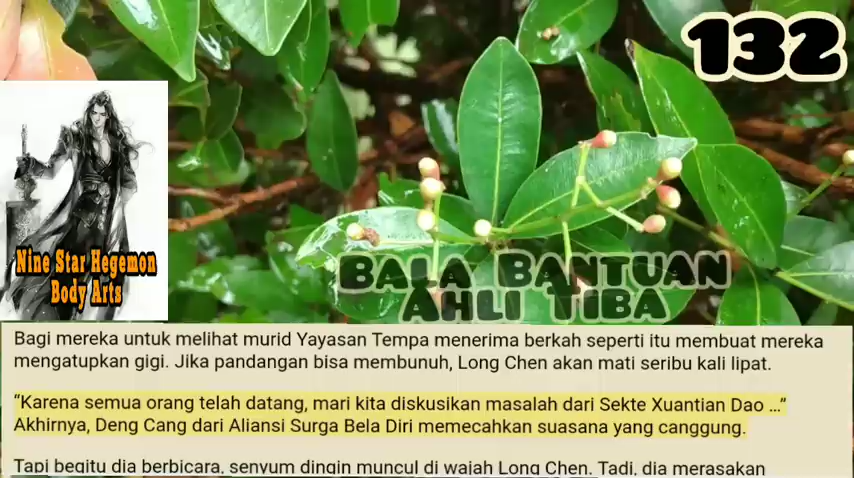 132
Nine Star Hegemon
Body Arts
BALA BANTUAN
AHLI TIBA
Bagi mereka untuk melihat murid Yayasan Tempa menerima berkah seperti itu membuat mereka
mengatupkan gigi. Jika pandangan bisa membunuh, Long Chen akan mati seribu kali lipat.
“Karena semua orang telah datang, mari kita diskusikan masalah dari Sekte Xuantian Dao …”
Akhirnya, Deng Cang dari Aliansi Surga Bela Diri memecahkan suasana yang canggung.
Tapi begitu dia berbicara, senyum dingin muncul di wajah Long Chen. Tadi, dia merasakan